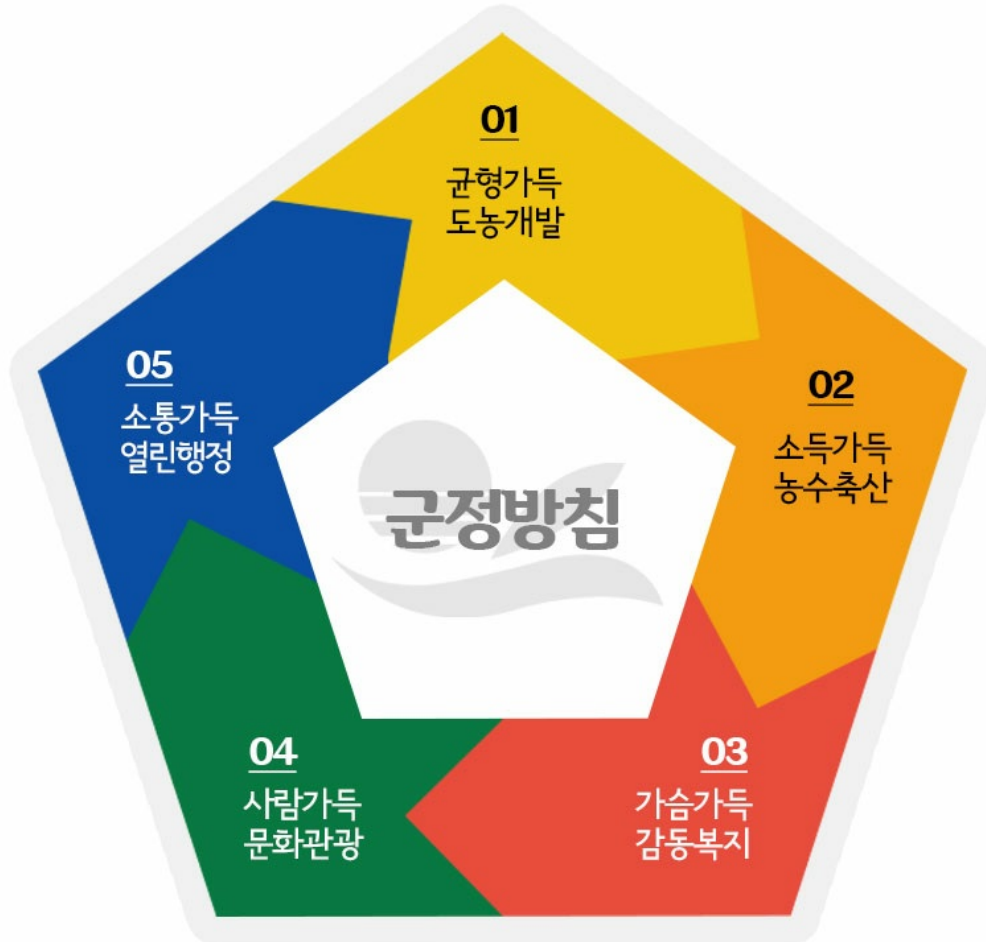 01
균형가득
도농개발
02
소득가득
농수축산
03
가슴가득
감동복지
04
사람가득
문화관광
05
소통가득
열린행정
군정방침